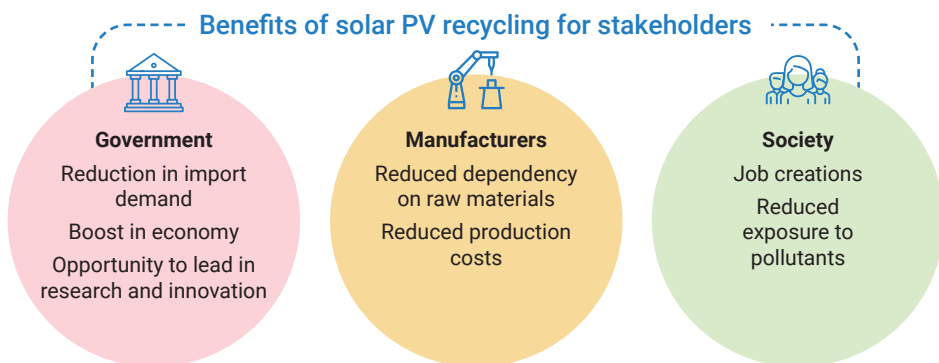 Benefits of solar PV recycling for stakeholders
Government
Reduction in import
demand
Boost in economy
Opportunity to lead in
research and innovation
Manufacturers
Reduced dependency
on raw materials
Reduced production
costs
Society
Job creations
Reduced
exposure to
pollutants